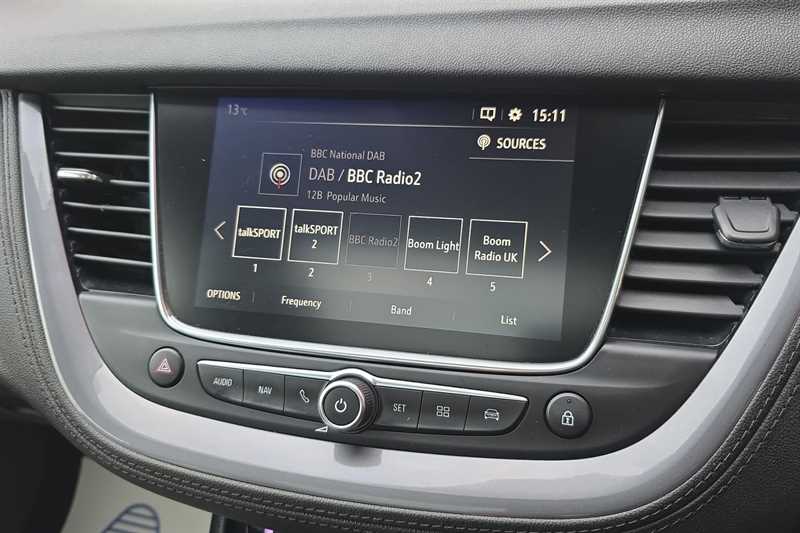 13 °C
15:11
SOURCES
BBC National DAB
DAB / BBC Radio2
12B Popular Music
talkSPORT
talkSPORT
2
BBC Radio2
Boom Light
Boom
Radio UK
1 2 3 4 5
OPTIONS Frequency Band List
AUDIO NAV SET